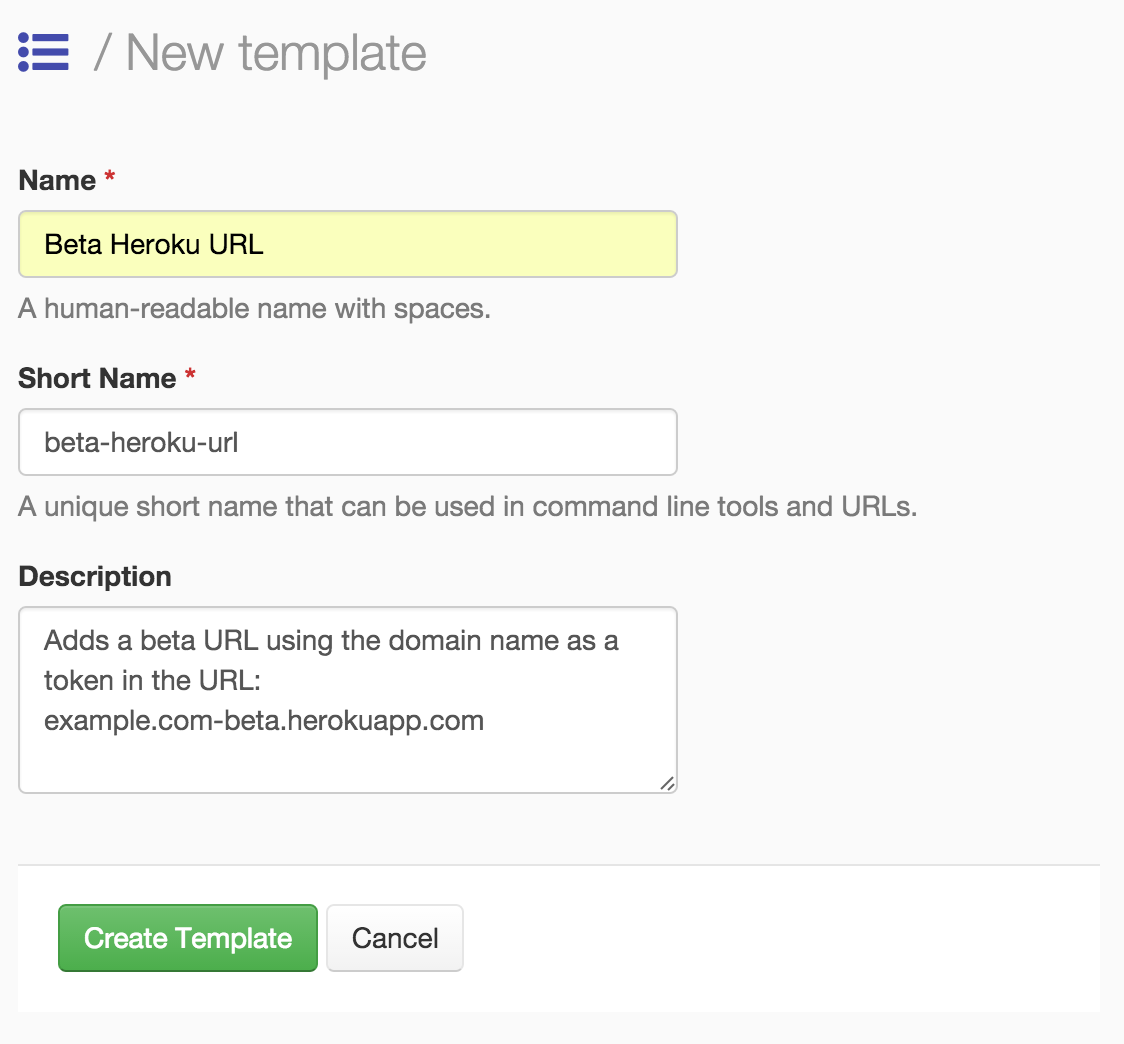 / New template
Name *
Beta Heroku URL
A human-readable name with spaces.
Short Name *
beta-heroku-url
A unique short name that can be used in command line tools and URLs.
Description
Adds a beta URL using the domain name as a
token in the URL:
example.com-beta.herokuapp.com
Create Template
Cancel